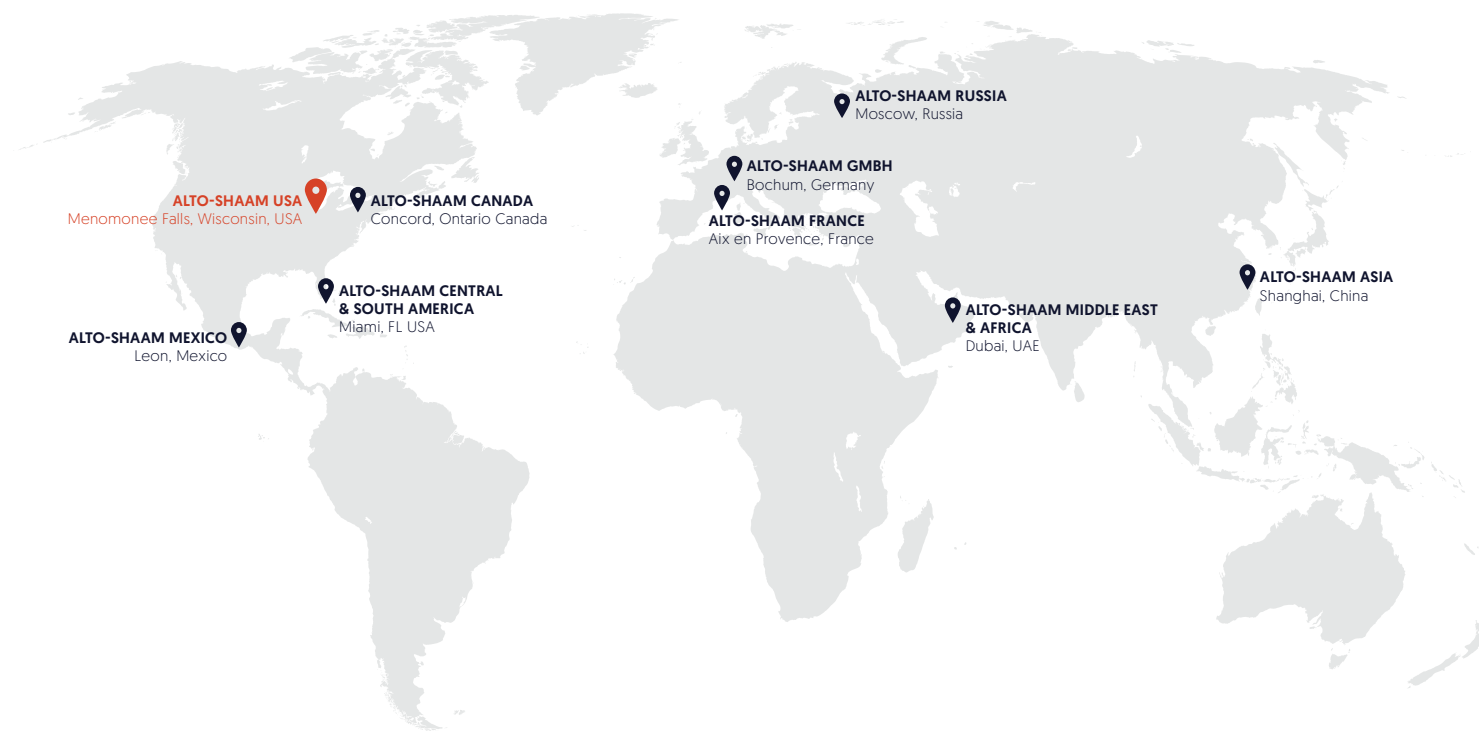 ALTO-SHAAM RUSSIA
Moscow, Russia
ALTO-SHAAM GMBH
Bochum, Germany
ALTO-SHAAM USA
Menomonee Falls, Wisconsin, USA
ALTO-SHAAM CANADA
Concord, Ontario Canada
ALTO-SHAAM FRANCE
Aix en Provence, France
ALTO-SHAAM ASIA
Shanghai, China
ALTO-SHAAM CENTRAL
& SOUTH AMERICA
Miami, FL USA
ALTO-SHAAM MIDDLE EAST
& AFRICA
Dubai, UAE
ALTO-SHAAM MEXICO
Leon, Mexico